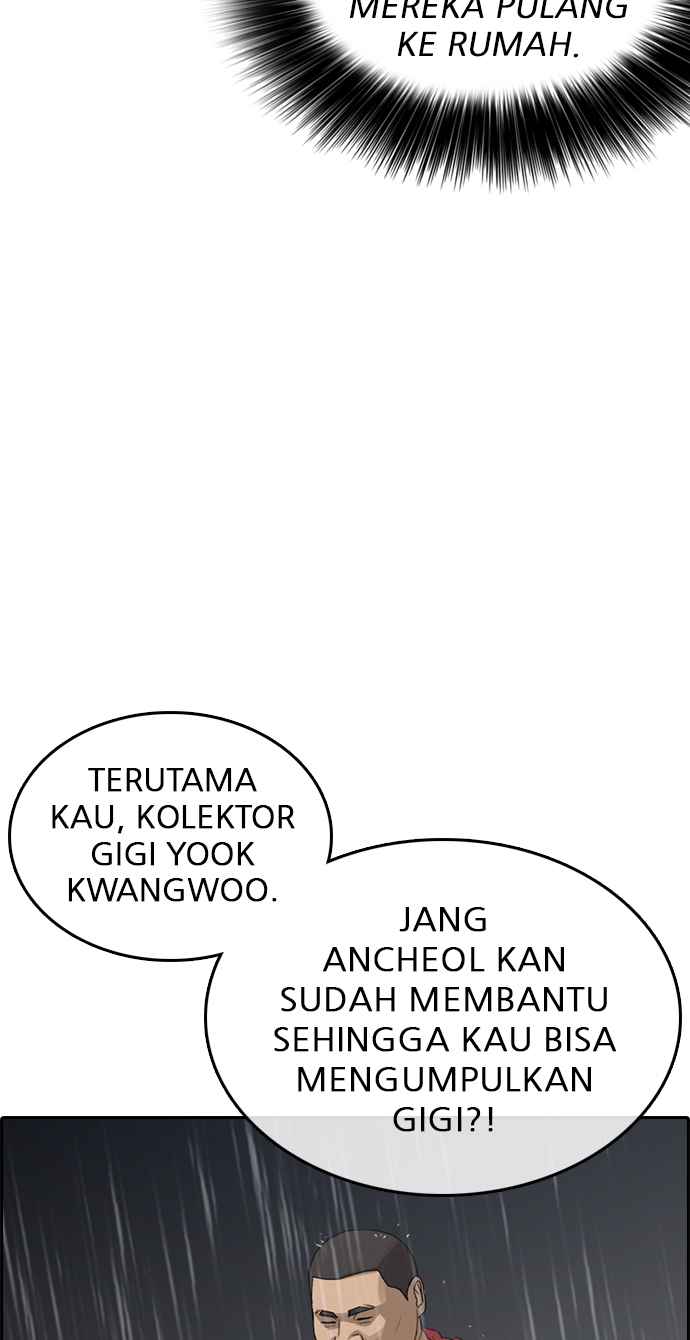 MEREKA PULANG
KE RUMAH.
TERUTAMA
KAU, KOLEKTOR
GIGI YOOK
KWANGWOO.
JANG
ANCHEOL KAN
SUDAH MEMBANTU
SEHINGGA KAU BISA
MENGUMPULKAN
GIGI?!